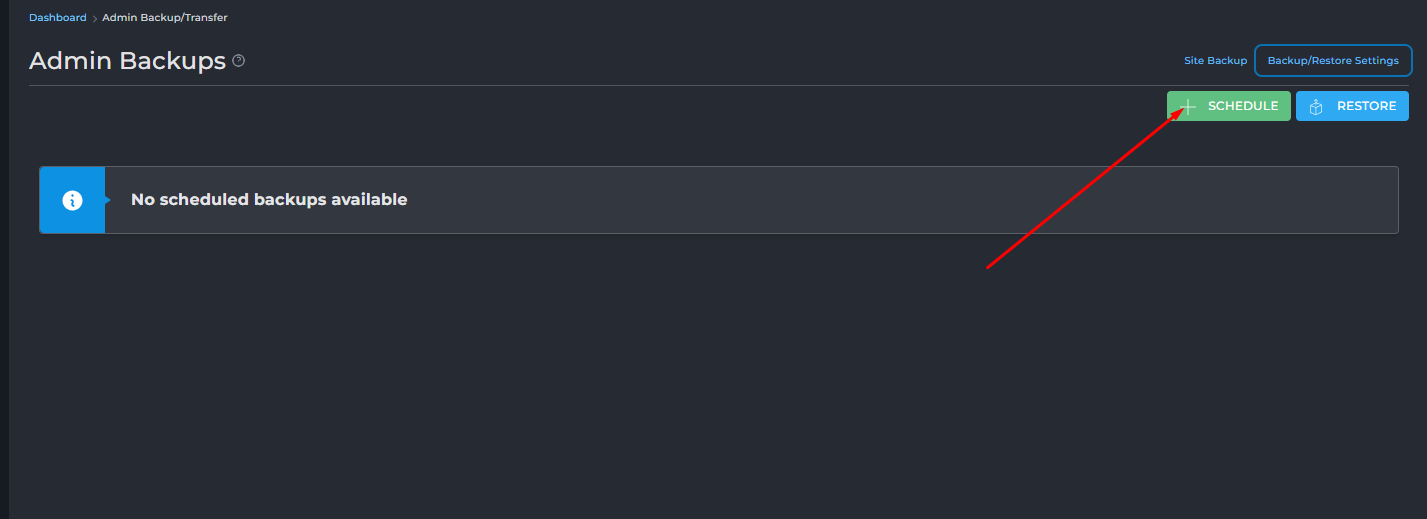 Dashboard > Admin Backup/Transfer
Admin Backups
Site Backup Backup/Restore Settings
SCHEDULE RESTORE
No scheduled backups available